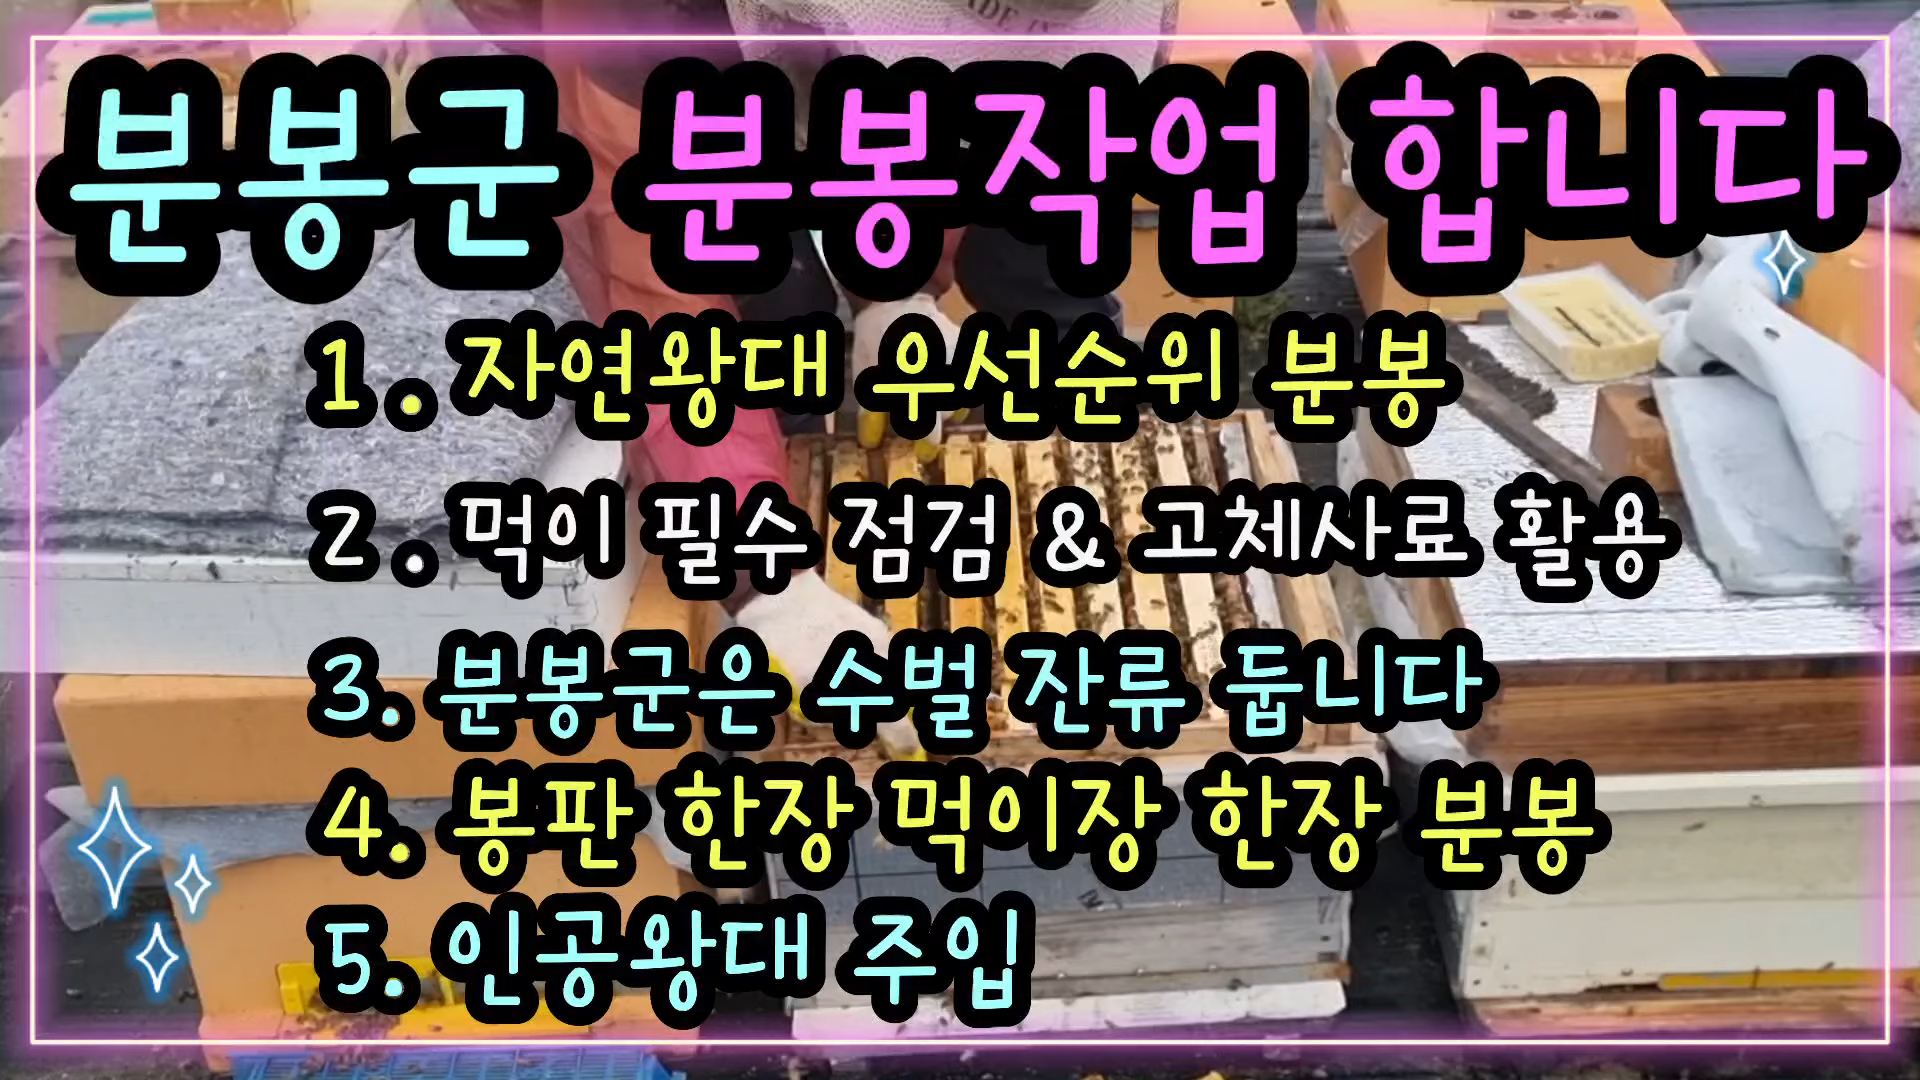 분봉군 분봉작업 합니다
1. 자연왕대 우선순위 분봉
2. 먹이 필수 점검 & 고체사료 활용
3. 분봉군은 수벌 잔류 둡니다
4. 봉판 한장 먹이장 한장 분봉
5. 인공왕대 주입